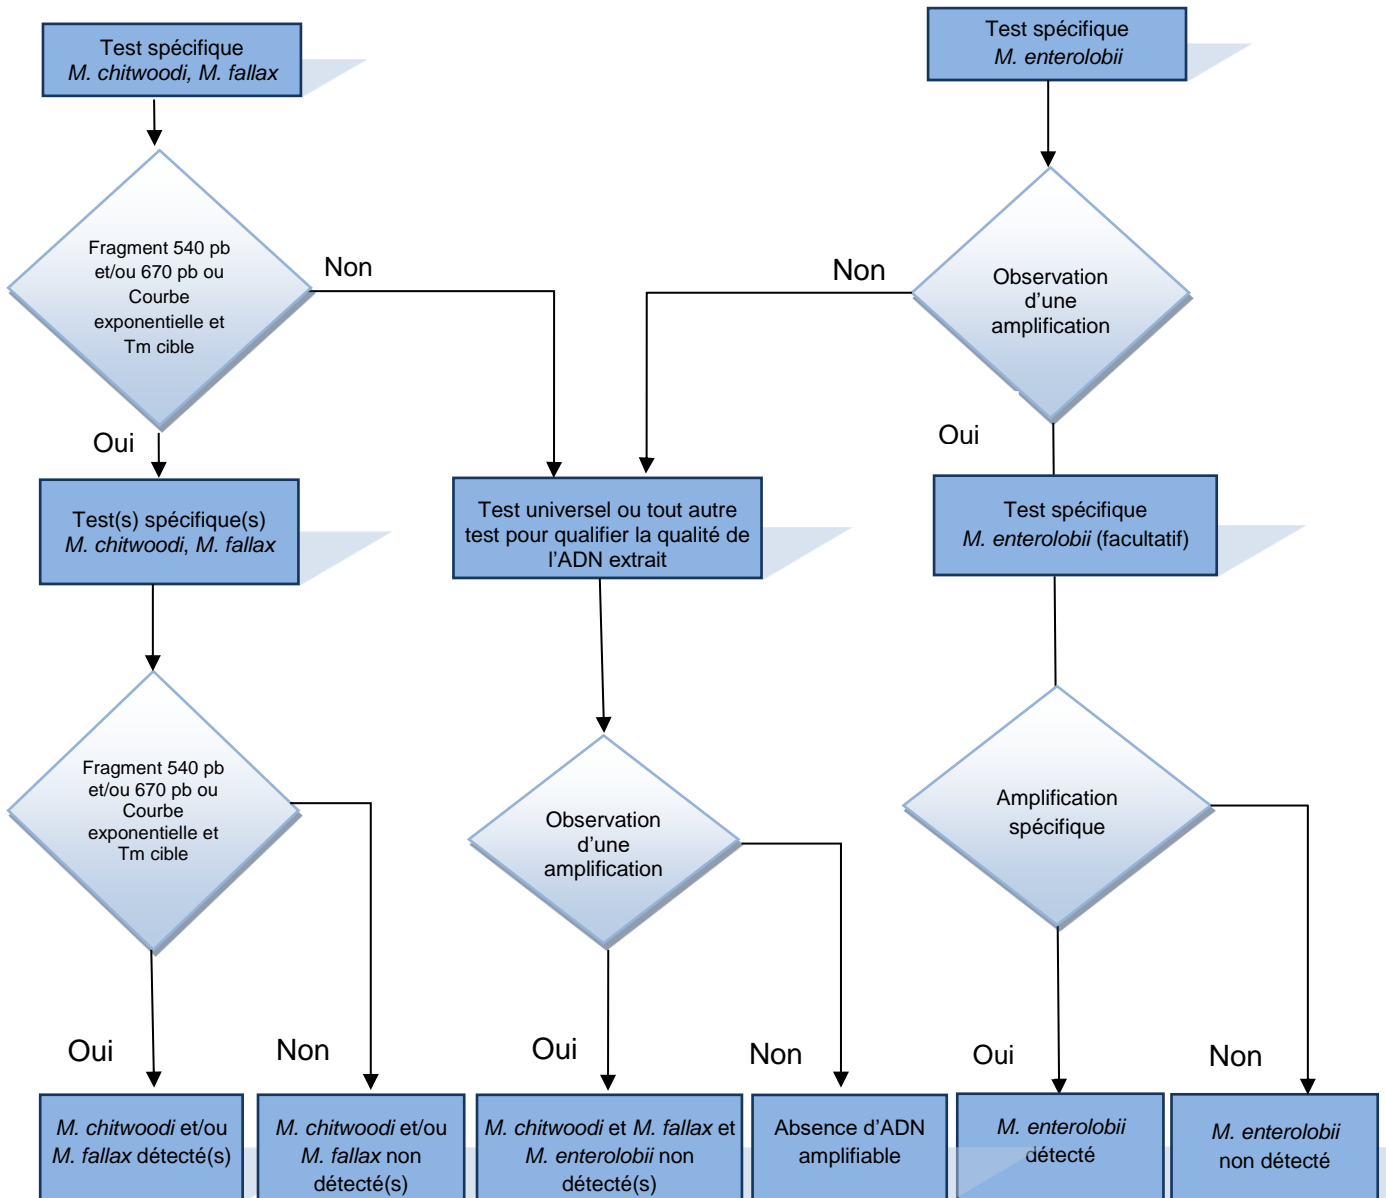 Test spécifique
M. chitwoodi, M. fallax
Test spécifique
M. enterolobii
Fragment 540 pb
et/ou 670 pb ou
Courbe
exponentielle et
Tm cible
Non
Non
Observation
d'une
amplification
Oui
Oui
Test(s) spécifique(s)
M. chitwoodi, M. fallax
Test universel ou tout autre
test pour qualifier la qualité de
l'ADN extrait
Test spécifique
M. enterolobii (facultatif)
Fragment 540 pb
et/ou 670 pb ou
Courbe
exponentielle et
Tm cible
Observation
d'une
amplification
Amplification
spécifique
Oui
Non
Oui
Non
Oui
Non
M. chitwoodi et/ou
M. fallax détecté(s)
M. chitwoodi et/ou
M. fallax non
détecté(s)
M. chitwoodi et M. fallax et
M. enterolobii non
détecté(s)
Absence d'ADN
amplifiable
M. enterolobii
détecté
M. enterolobii
non détecté